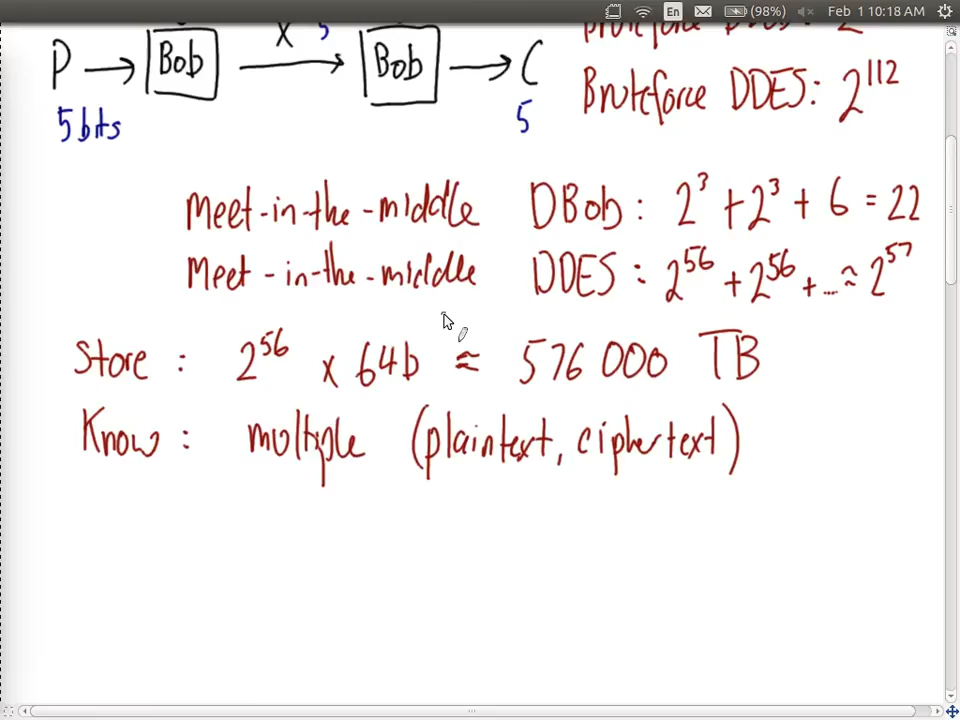 En (98%) Feb 1 10:18 AM
Bruteforce
P → Bob X 5 → Bob → C
5 bits 5
Bruteforce DDES: 2^112
Meet-in-the-middle DBob: 2^3 + 2^3 + 6 = 22
Meet-in-the-middle DDES: 2^56 + 2^56 + ... ≈ 2^57
Store: 2^56 x 64b ≈ 576 000 TB
Know: multiple (plaintext, ciphertext)